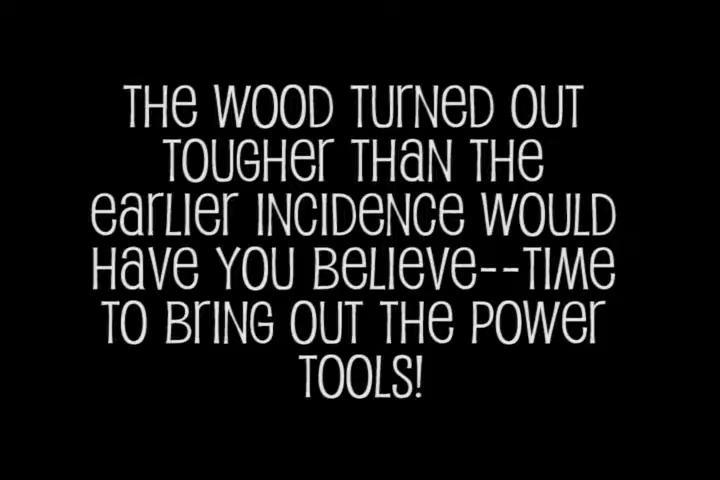 THE WOOD TURNED OUT
TOUGHER THAN THE
EARLIER INCIDENCE WOULD
HAVE YOU BELIEVE--TIME
TO BRING OUT THE POWER
TOOLS!